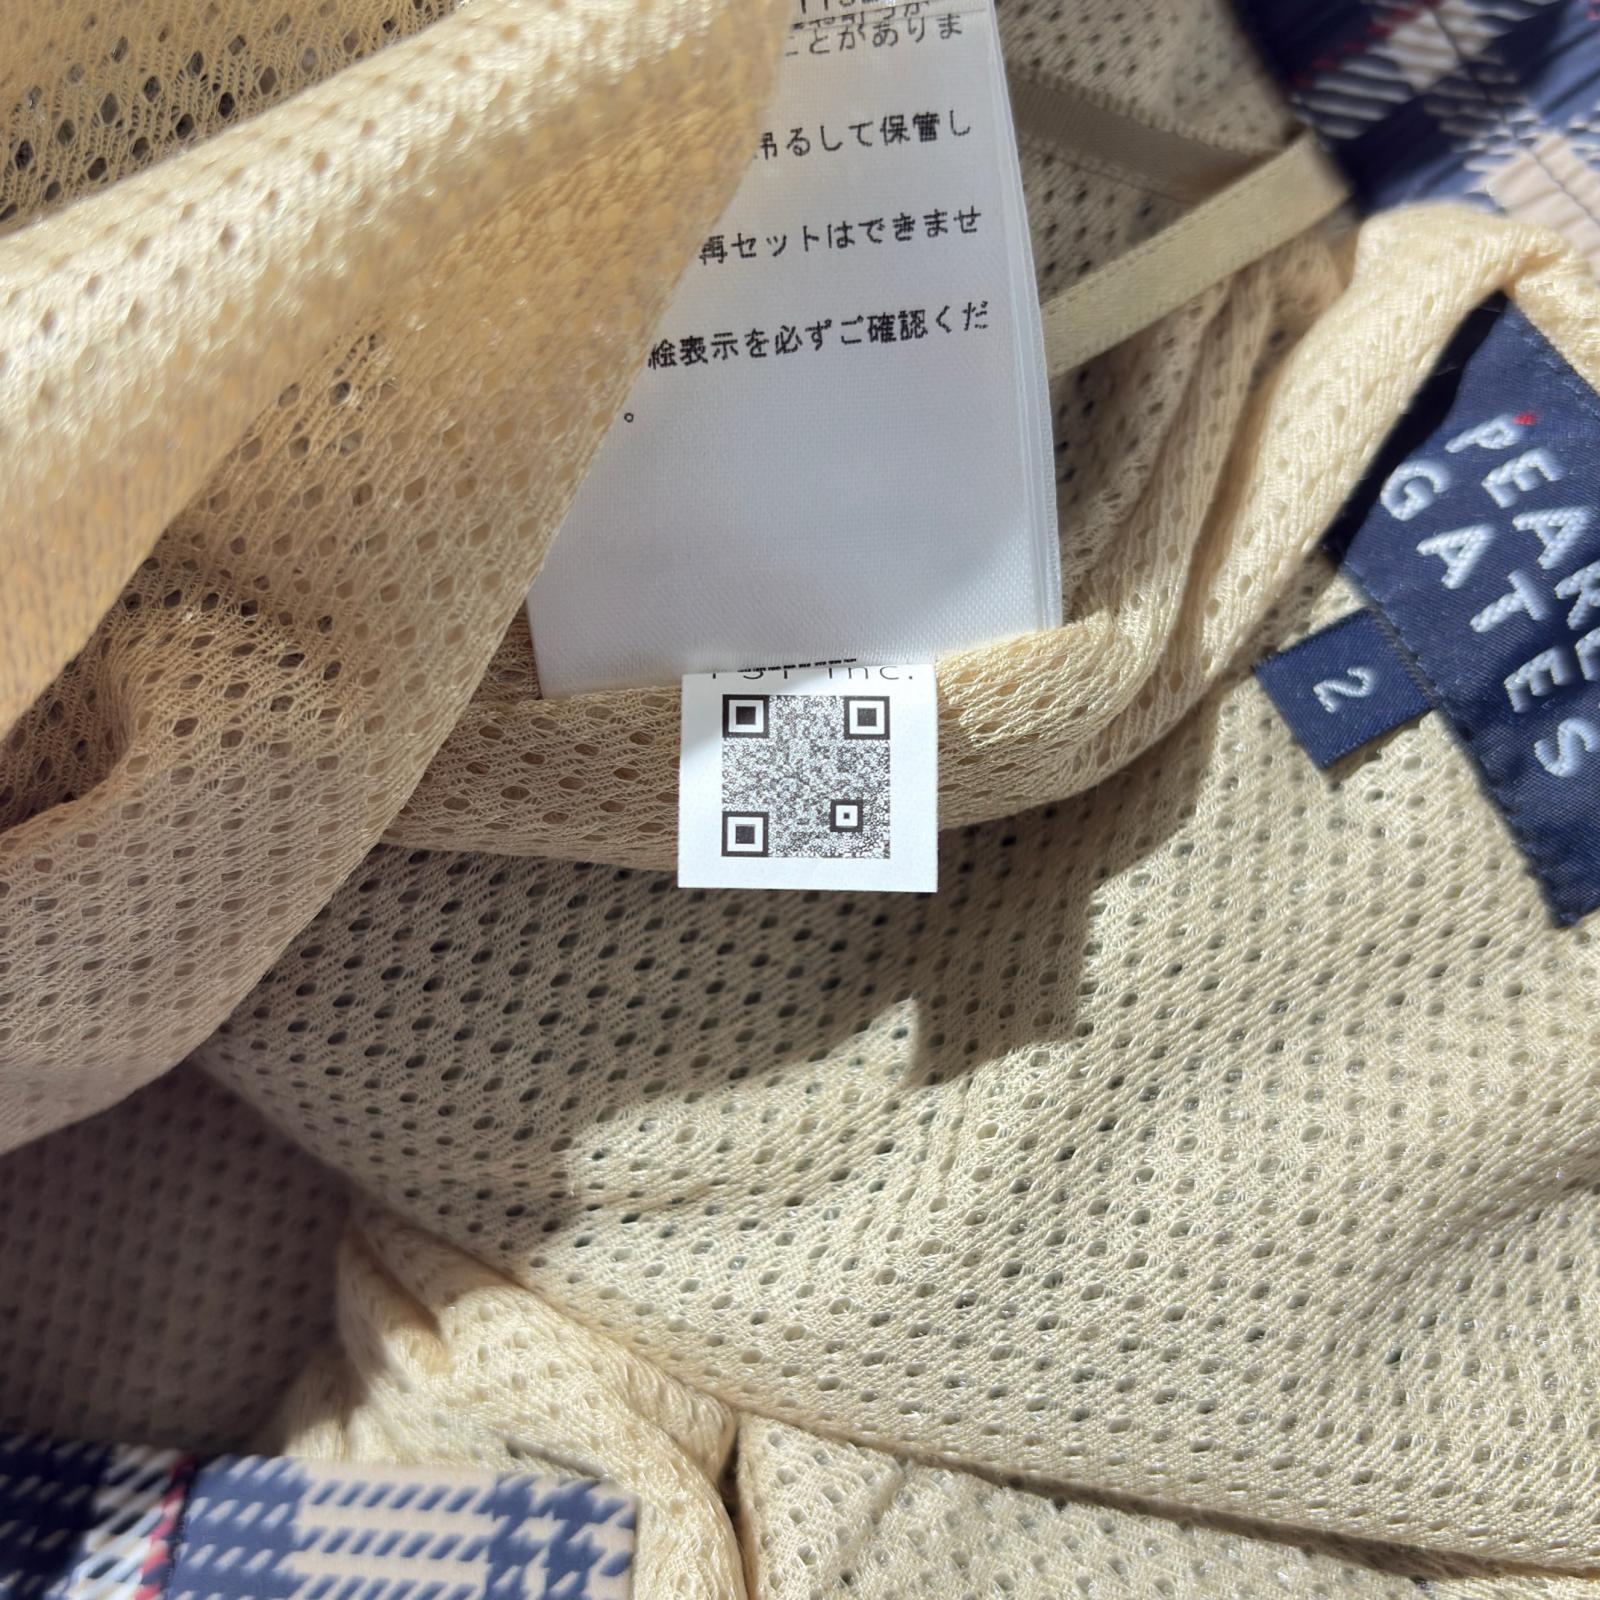 ことがありま
吊るして保管し
再セットはできませ
絵表示を必ずご確認くだ
。
TSI Inc.
PEARLY
GATES
2